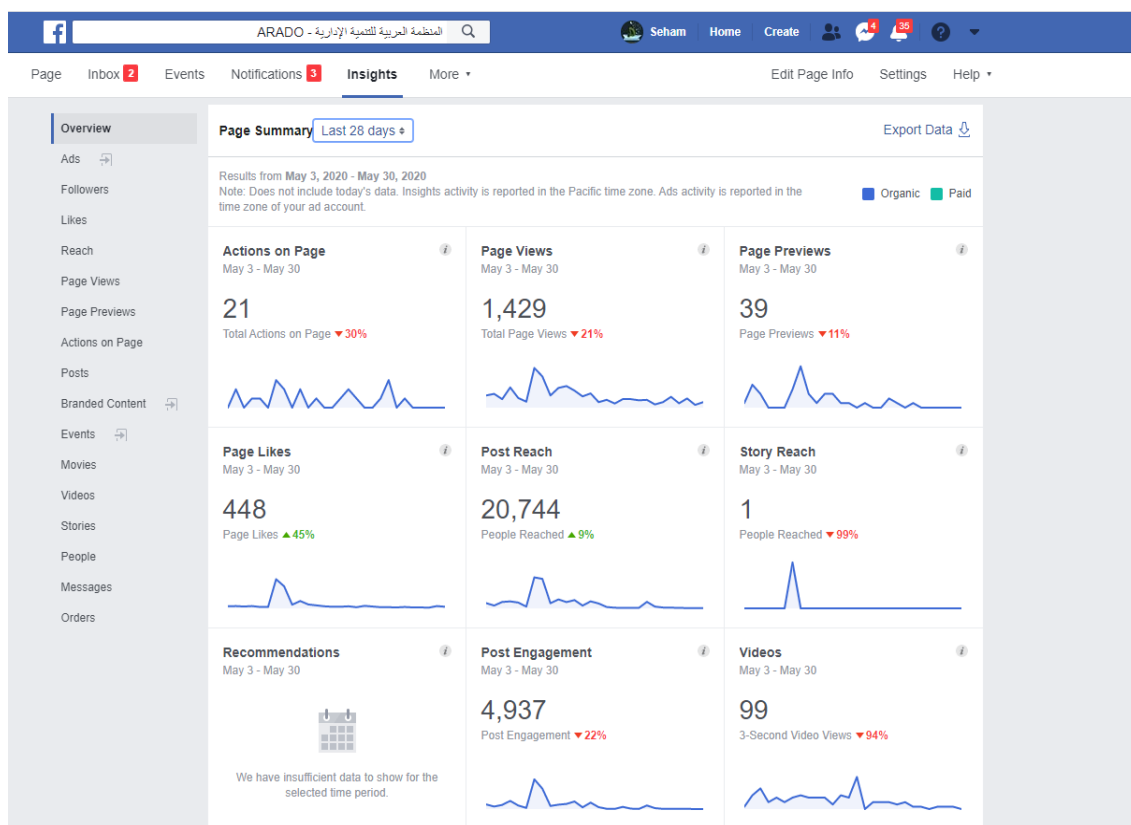 المنظمة العربية للتنمية الإدارية - ARADO
Seham Home Create 4 35
Page Inbox 2 Events Notifications 3 Insights More Edit Page Info Settings Help
Overview
Ads
Followers
Likes
Reach
Page Views
Page Previews
Actions on Page
Posts
Branded Content
Events
Movies
Videos
Stories
People
Messages
Orders
Page Summary Last 28 days Export Data
Results from May 3, 2020 - May 30, 2020
Note: Does not include today's data. Insights activity is reported in the Pacific time zone. Ads activity is reported in the
time zone of your ad account.
Organic Paid
Actions on Page
May 3 - May 30
21
Total Actions on Page 30%
Page Views
May 3 - May 30
1,429
Total Page Views 21%
Page Previews
May 3 - May 30
39
Page Previews 11%
Page Likes
May 3 - May 30
448
Page Likes 45%
Post Reach
May 3 - May 30
20,744
People Reached 9%
Story Reach
May 3 - May 30
1
People Reached 99%
Recommendations
May 3 - May 30
We have insufficient data to show for the
selected time period.
Post Engagement
May 3 - May 30
4,937
Post Engagement 22%
Videos
May 3 - May 30
99
3-Second Video Views 94%